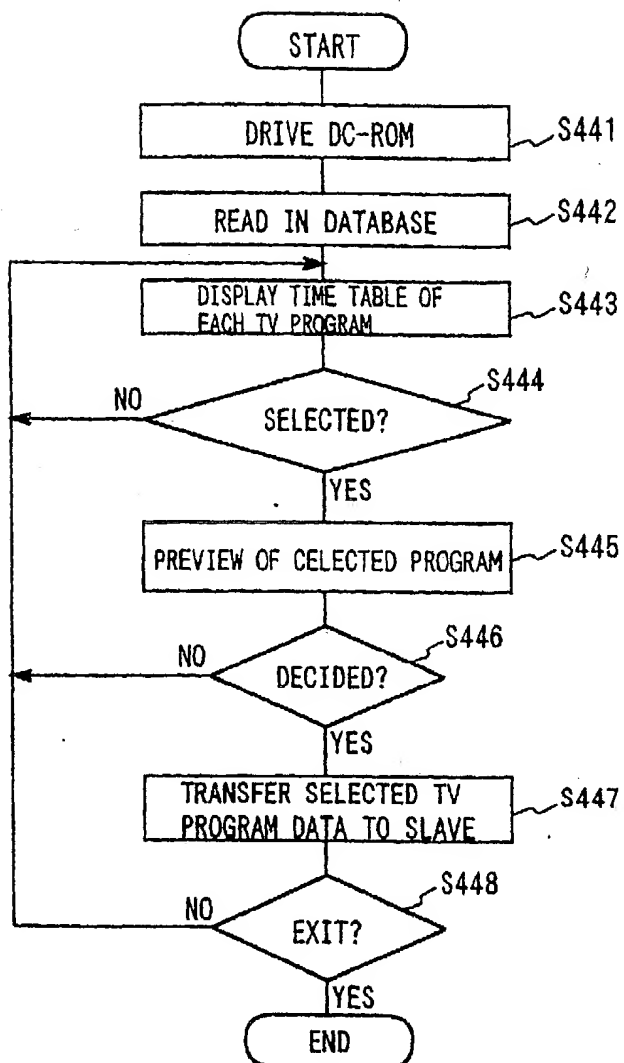 START
DRIVE DC-ROM
S441
READ IN DATABASE
S442
DISPLAY TIME TABLE OF
EACH TV PROGRAM
S443
S444
NO
SELECTED?
YES
PREVIEW OF CELECTED PROGRAM
S445
S446
NO
DECIDED?
YES
TRANSFER SELECTED TV
PROGRAM DATA TO SLAVE
S447
S448
NO
EXIT?
YES
END